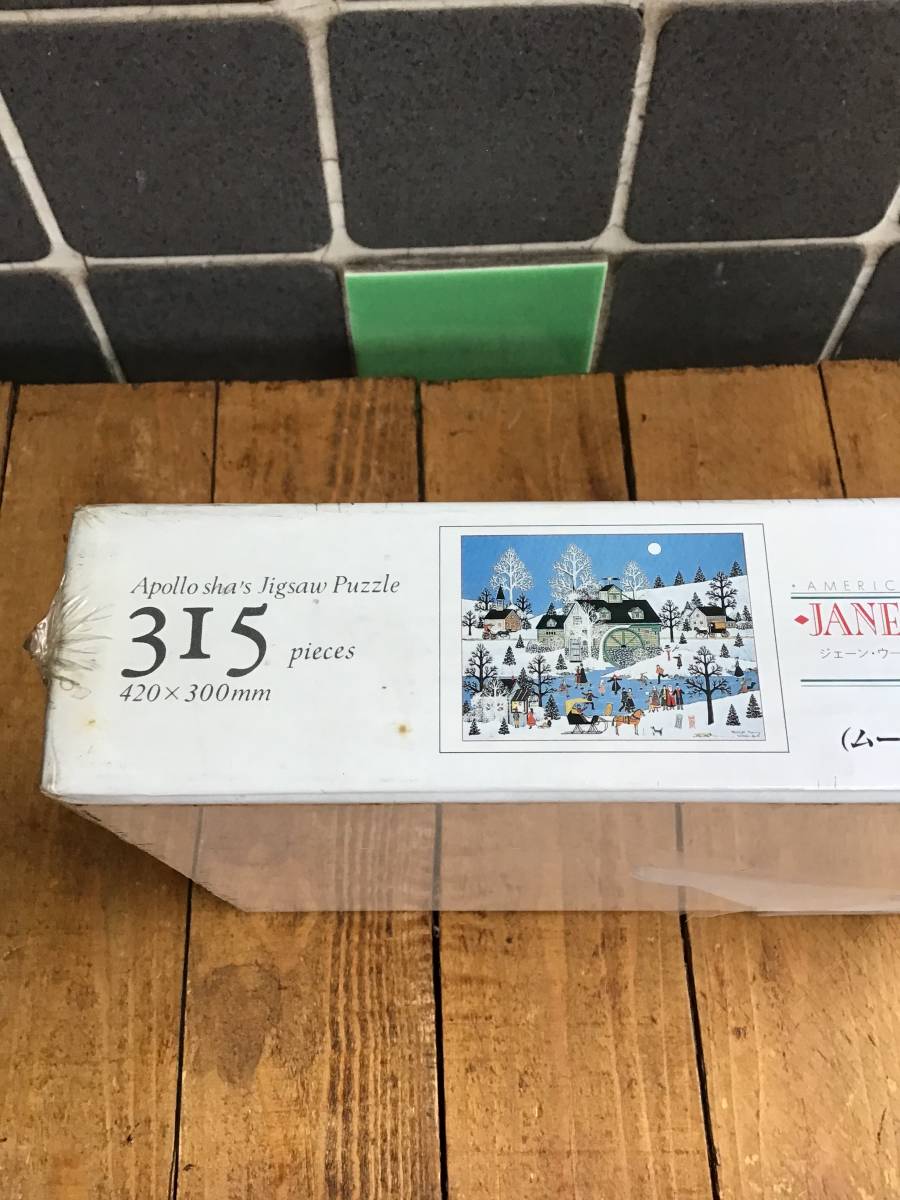 Apollo sha's Jigsaw Puzzle
315 pieces
420×300mm
AMERIC
JANE
ジェーン・ウー
(ムー